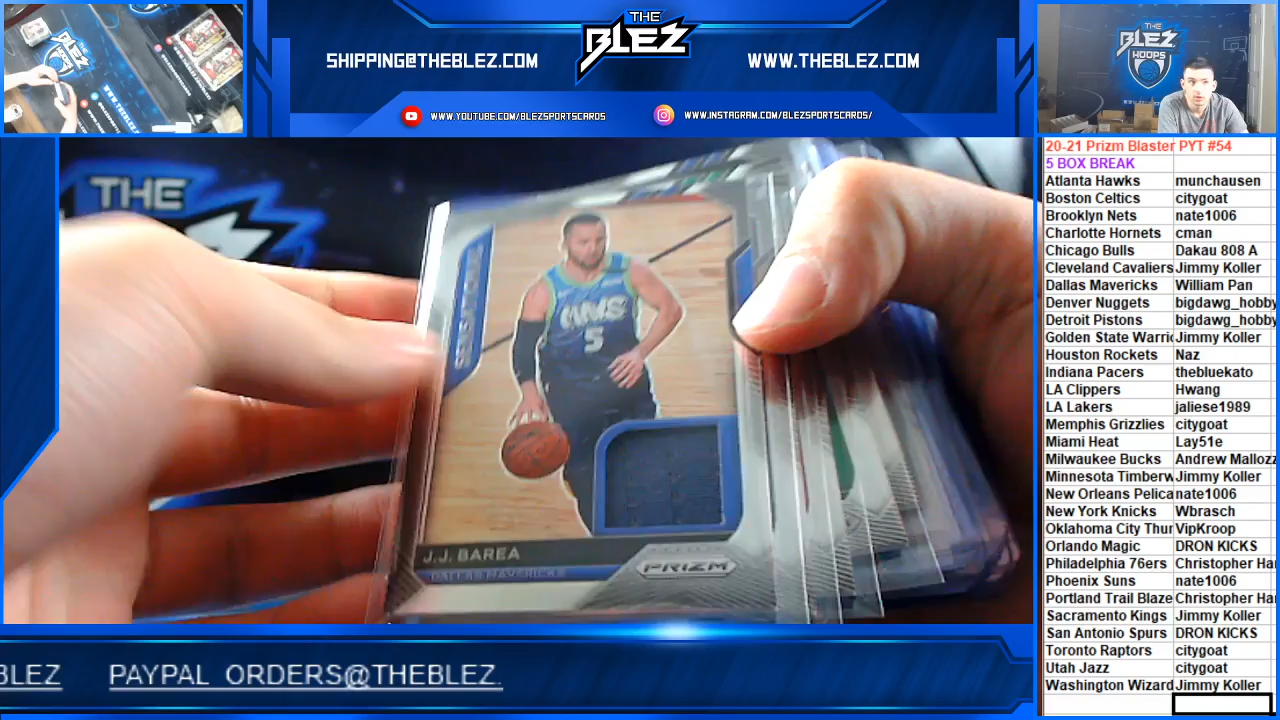 THE
BLEZ
SHIPPING@THEBLEZ.COM
WWW.THEBLEZ.COM
WWW.YOUTUBE.COM/BLEZSPORTSCARDS
WWW.INSTAGRAM.COM/BLEZSPORTSCARDS/
THE
BLEZ
HOOPS
THE
5
J.J. BAREA
DALLAS MAVERICKS
PRIZM
20-21 Prizm Blaster PYT #54
5 BOX BREAK
Atlanta Hawks munchausen
Boston Celtics citygoat
Brooklyn Nets nate1006
Charlotte Hornets cman
Chicago Bulls Dakau 808 A
Cleveland Cavaliers Jimmy Koller
Dallas Mavericks William Pan
Denver Nuggets bigdawg_hobby
Detroit Pistons bigdawg_hobby
Golden State Warri Jimmy Koller
Houston Rockets Naz
Indiana Pacers thebluekato
LA Clippers Hwang
LA Lakers jaliese1989
Memphis Grizzlies citygoat
Miami Heat Lay51e
Milwaukee Bucks Andrew Mallozz
Minnesota Timberw Jimmy Koller
New Orleans Pelica nate1006
New York Knicks Wbrasch
Oklahoma City Thun VipKroop
Orlando Magic DRON KICKS
Philadelphia 76ers Christopher Har
Phoenix Suns nate1006
Portland Trail Blaze Christopher Har
Sacramento Kings Jimmy Koller
San Antonio Spurs DRON KICKS
Toronto Raptors citygoat
Utah Jazz citygoat
Washington Wizard Jimmy Koller
BLEZ PAYPAL ORDERS@THEBLEZ.